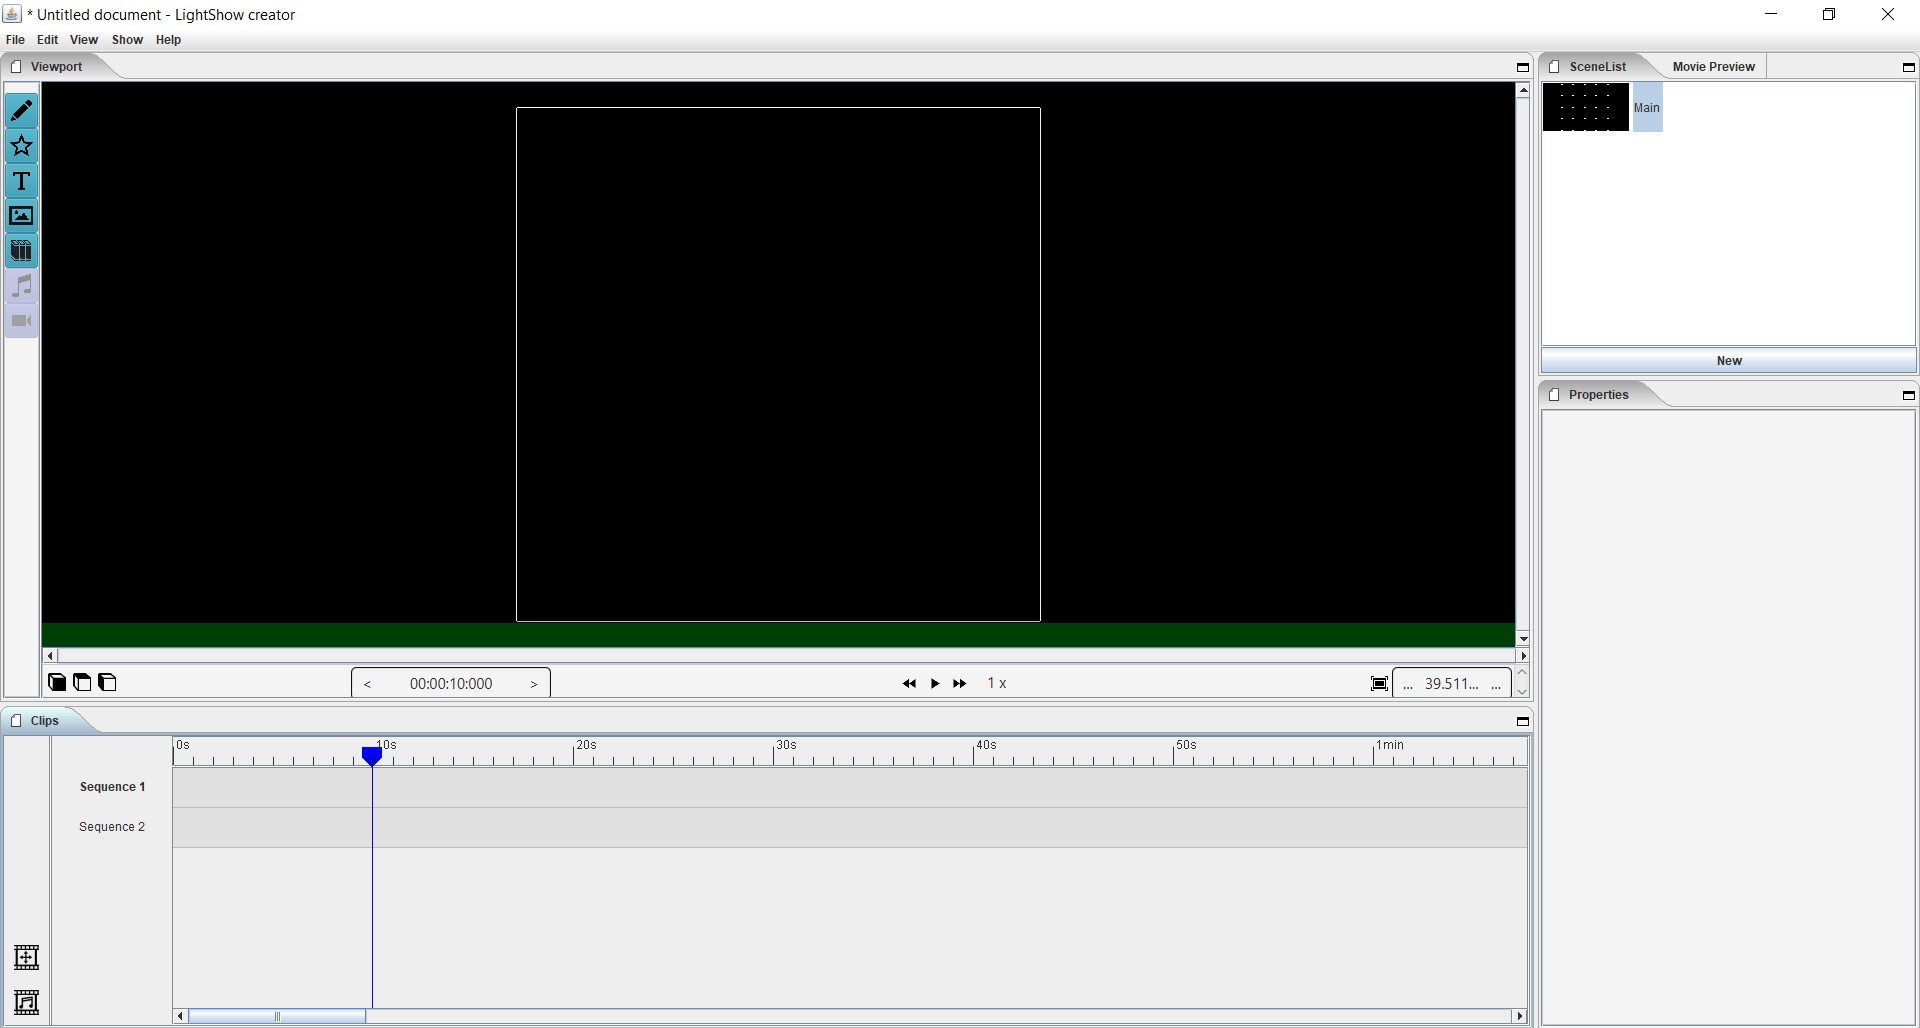 * Untitled document - LightShow creator
File Edit View Show Help
Viewport
SceneList Movie Preview
Main
T
New
Properties
< 00:00:10:000 >
1 x
... 39.511... ...
Clips
0s 10s 20s 30s 40s 50s 1min
Sequence 1
Sequence 2